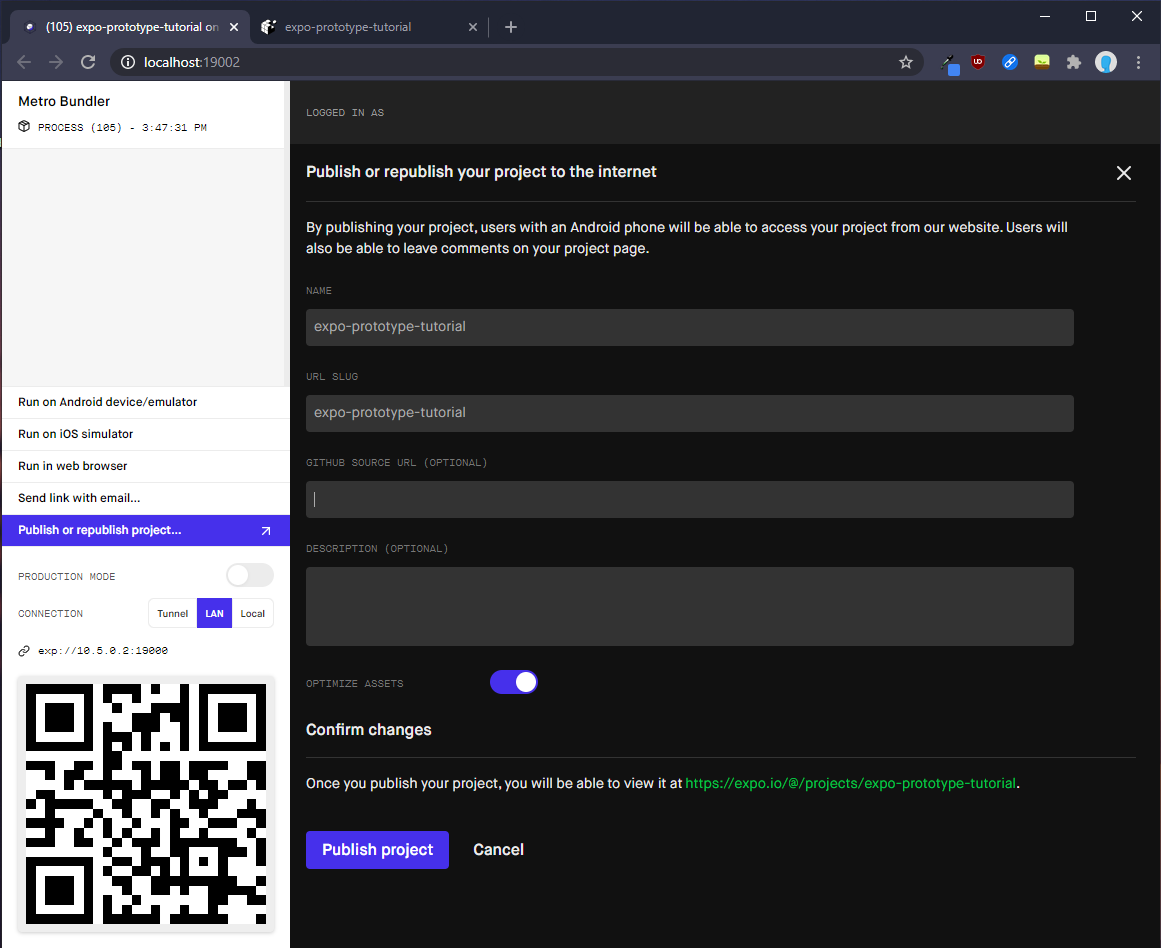 (105) expo-prototype-tutorial on
expo-prototype-tutorial
localhost:19002
UD
Metro Bundler
PROCESS (105) - 3:47:31 PM
Run on Android device/emulator
Run on iOS simulator
Run in web browser
Send link with email...
Publish or republish project...
PRODUCTION MODE
CONNECTION
Tunnel
LAN
Local
exp://10.5.0.2:19000
LOGGED IN AS
Publish or republish your project to the internet
By publishing your project, users with an Android phone will be able to access your project from our website. Users will
also be able to leave comments on your project page.
NAME
expo-prototype-tutorial
URL SLUG
expo-prototype-tutorial
GITHUB SOURCE URL (OPTIONAL)
DESCRIPTION (OPTIONAL)
OPTIMIZE ASSETS
Confirm changes
Once you publish your project, you will be able to view it at https://expo.io/@/projects/expo-prototype-tutorial.
Publish project
Cancel